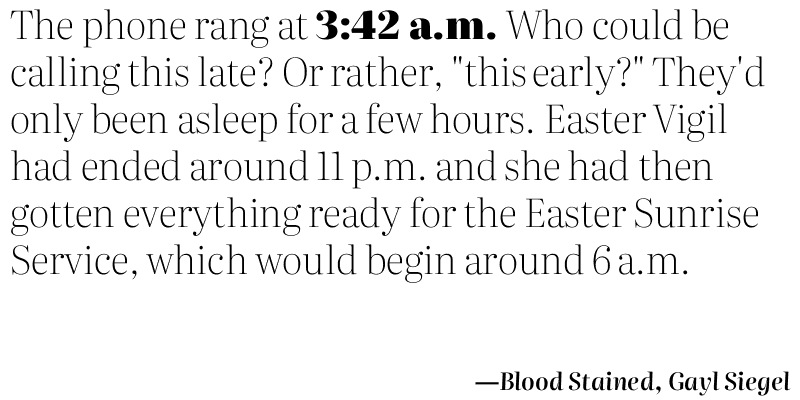 The phone rang at 3:42 a.m. Who could be
calling this late? Or rather, "this early?" They'd
only been asleep for a few hours. Easter Vigil
had ended around 11 p.m. and she had then
gotten everything ready for the Easter Sunrise
Service, which would begin around 6 a.m.
—Blood Stained, Gayl Siegel